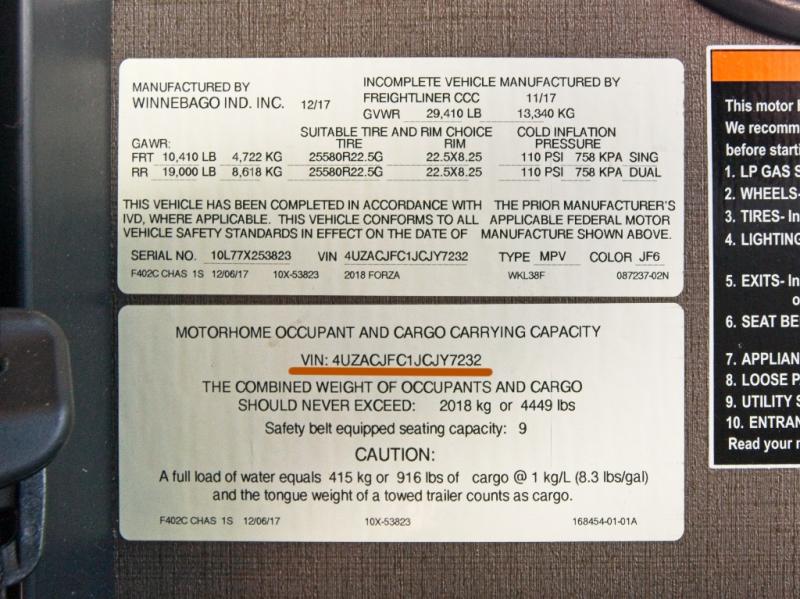 MANUFACTURED BY
WINNEBAGO IND. INC. 12/17
INCOMPLETE VEHICLE MANUFACTURED BY
FREIGHTLINER CCC 11/17
GVWR 29,410 LB 13,340 KG
SUITABLE TIRE AND RIM CHOICE COLD INFLATION
GAWR: TIRE RIM PRESSURE
FRT 10,410 LB 4,722 KG 25580R22.5G 22.5X8.25 110 PSI 758 KPA SING
RR 19,000 LB 8,618 KG 25580R22.5G 22.5X8.25 110 PSI 758 KPA DUAL
THIS VEHICLE HAS BEEN COMPLETED IN ACCORDANCE WITH THE PRIOR MANUFACTURER'S
IVD, WHERE APPLICABLE. THIS VEHICLE CONFORMS TO ALL APPLICABLE FEDERAL MOTOR
VEHICLE SAFETY STANDARDS IN EFFECT ON THE DATE OF MANUFACTURE SHOWN ABOVE.
SERIAL NO. 10L77X253823 VIN 4UZACJFC1JCJY7232 TYPE MPV COLOR JF6
F402C CHAS 1S 12/06/17 10X-53823 2018 FORZA WKL38F 087237-02N
MOTORHOME OCCUPANT AND CARGO CARRYING CAPACITY
VIN: 4UZACJFC1JCJY7232
THE COMBINED WEIGHT OF OCCUPANTS AND CARGO
SHOULD NEVER EXCEED: 2018 kg or 4449 lbs
Safety belt equipped seating capacity: 9
CAUTION:
A full load of water equals 415 kg or 916 lbs of cargo @ 1 kg/L (8.3 lbs/gal)
and the tongue weight of a towed trailer counts as cargo.
F402C CHAS 1S 12/06/17 10X-53823 168454-01-01A
This motor
We recomm
before starti
1. LP GAS S
2. WHEELS-
3. TIRES- In
4. LIGHTING
5. EXITS- In
6. SEAT BE
7. APPLIAN
8. LOOSE P
9. UTILITY S
10. ENTRAN
Read your